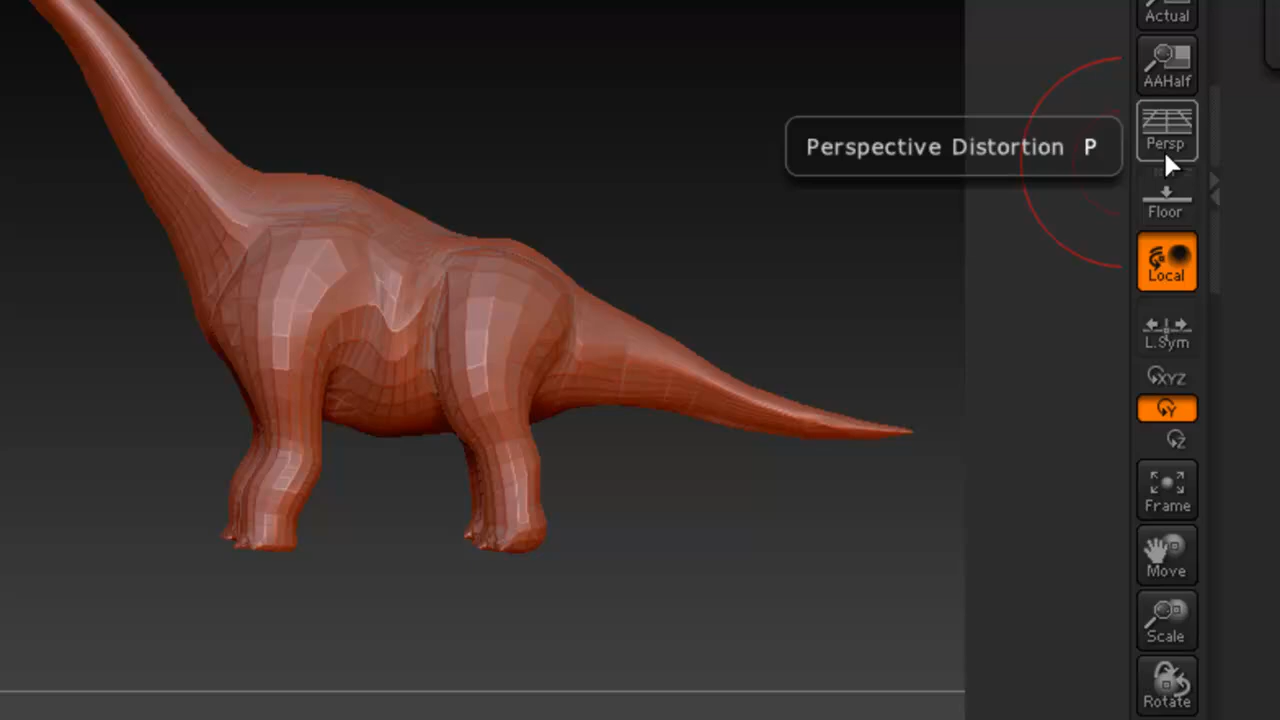 Actual
AAHalf
Perspective Distortion P
Persp
Floor
Local
L.Sym
XYZ
Y
Z
Frame
Move
Scale
Rotate